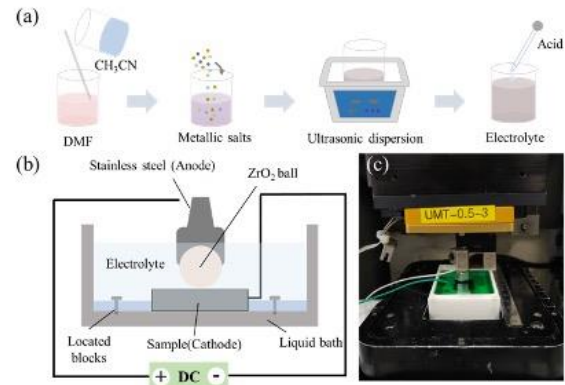 (a)
CH₃CN
DMF
Metallic salts
Ultrasonic dispersion
Acid
Electrolyte
(b)
Stainless steel (Anode)
ZrO₂ ball
Electrolyte
Located
blocks
Sample(Cathode)
Liquid bath
+ DC -
(c)
UMT-0.5-3